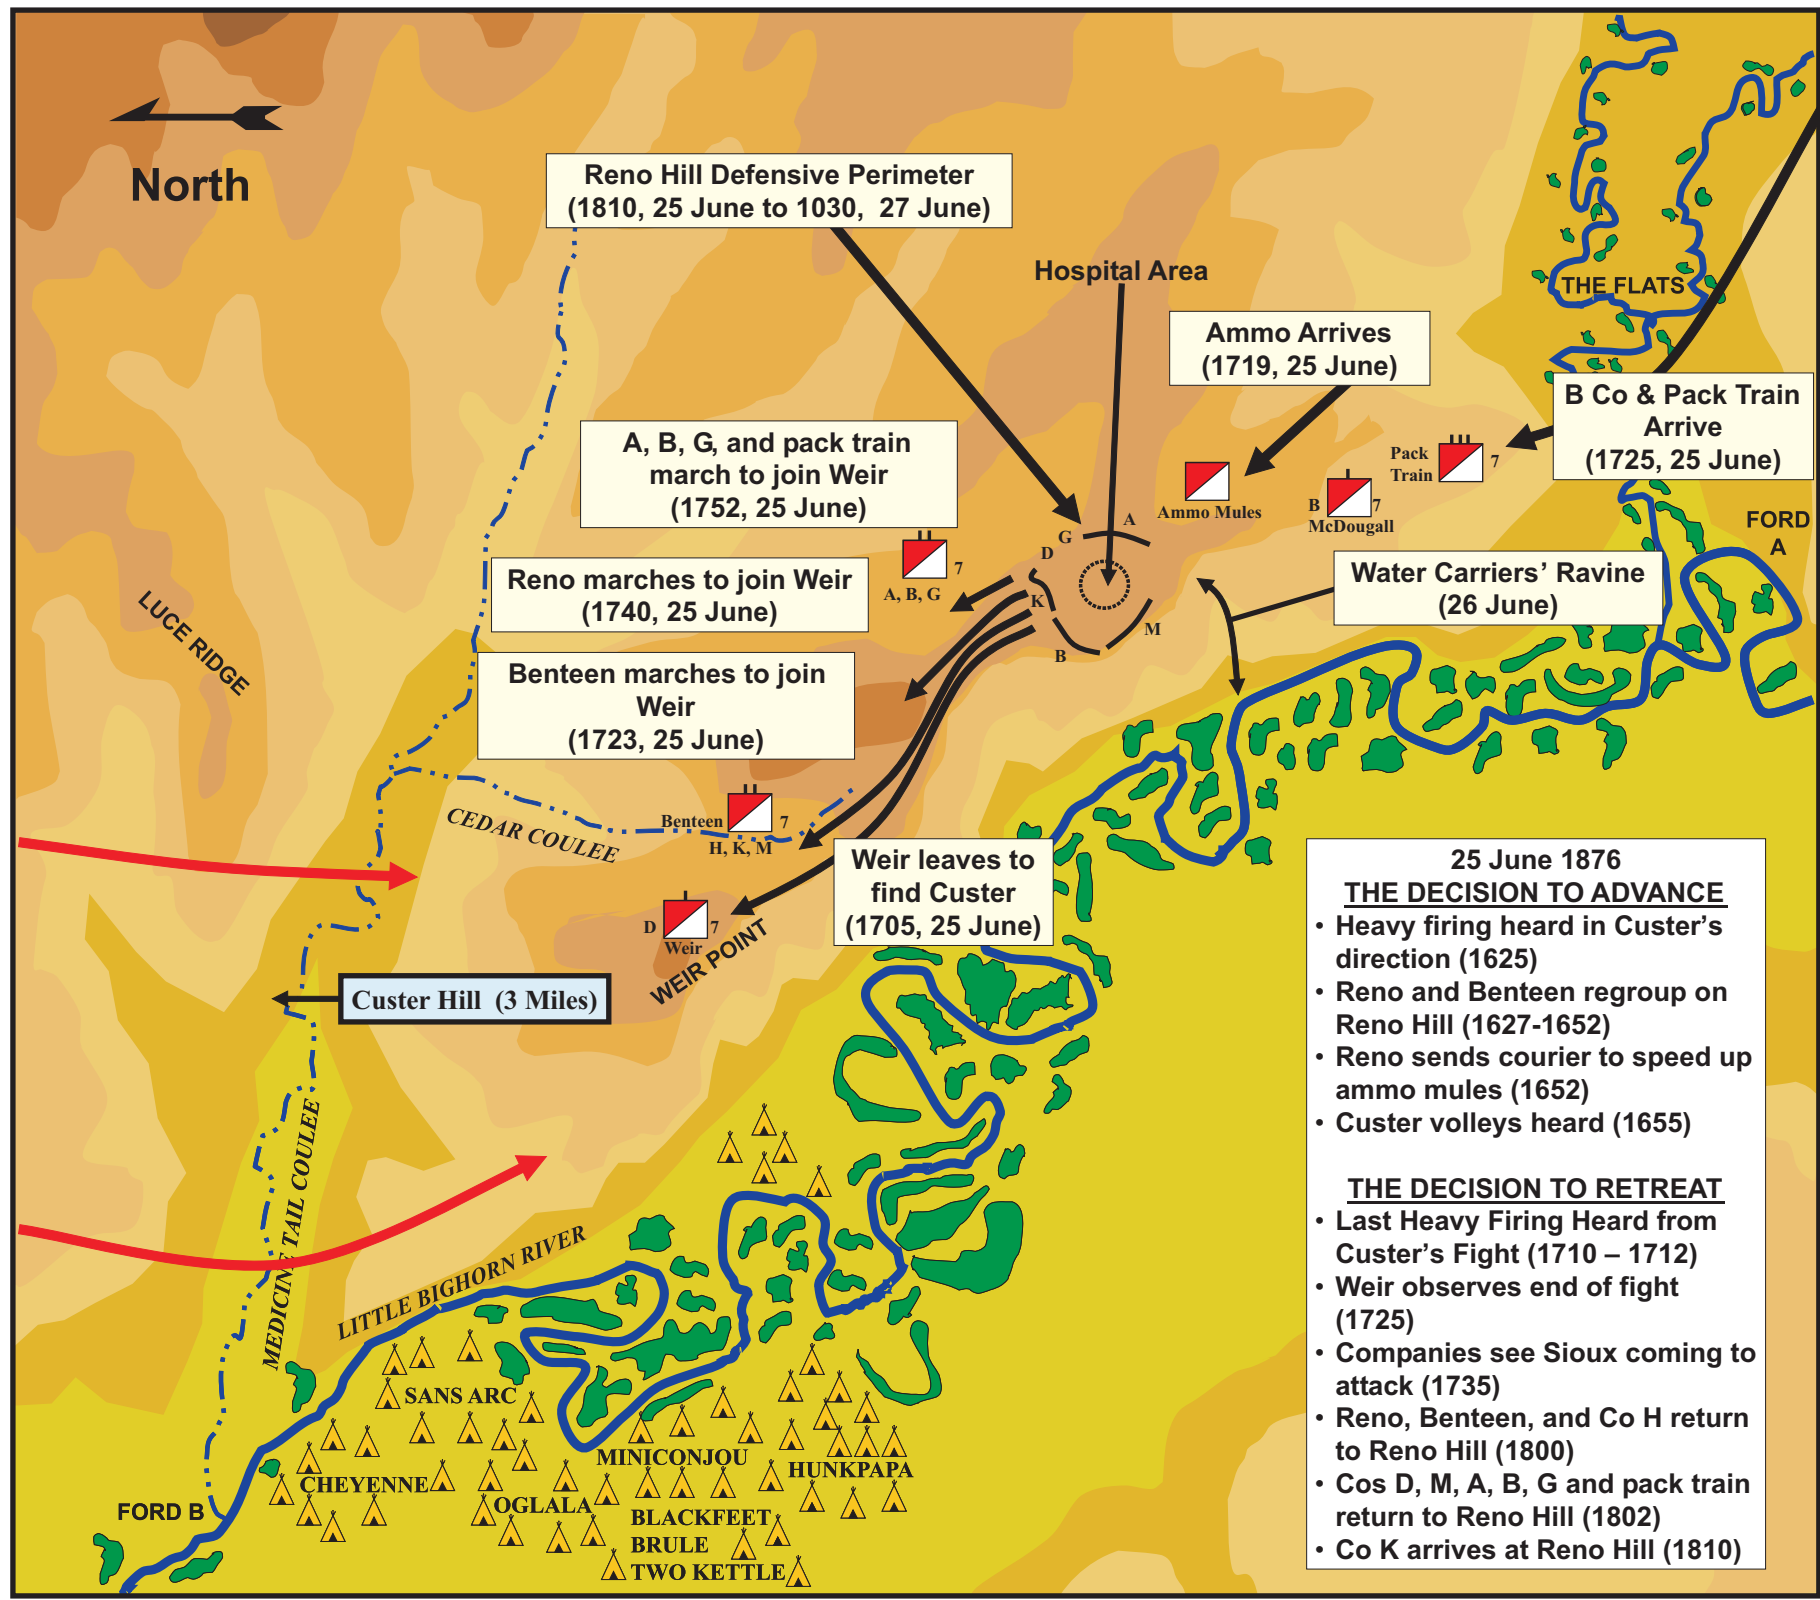 North
Reno Hill Defensive Perimeter
(1810, 25 June to 1030, 27 June)
Hospital Area
THE FLATS
Ammo Arrives
(1719, 25 June)
B Co & Pack Train
Arrive
(1725, 25 June)
A, B, G, and pack train
march to join Weir
(1752, 25 June)
Pack
Train
7
Ammo Mules
B
7
McDougall
FORD
A
A
G
D
K
B
M
7
A, B, G
Reno marches to join Weir
(1740, 25 June)
Water Carriers’ Ravine
(26 June)
LUCE RIDGE
Benteen marches to join
Weir
(1723, 25 June)
CEDAR COULEE
Benteen
7
H, K, M
Weir leaves to
find Custer
(1705, 25 June)
D
7
Weir
WEIR POINT
Custer Hill (3 Miles)
MEDICINE TAIL COULEE
LITTLE BIGHORN RIVER
SANS ARC
CHEYENNE
OGLALA
MINICONJOU
HUNKPAPA
BLACKFEET
BRULE
TWO KETTLE
FORD B
25 June 1876
THE DECISION TO ADVANCE
• Heavy firing heard in Custer’s
direction (1625)
• Reno and Benteen regroup on
Reno Hill (1627-1652)
• Reno sends courier to speed up
ammo mules (1652)
• Custer volleys heard (1655)
THE DECISION TO RETREAT
• Last Heavy Firing Heard from
Custer’s Fight (1710 – 1712)
• Weir observes end of fight
(1725)
• Companies see Sioux coming to
attack (1735)
• Reno, Benteen, and Co H return
to Reno Hill (1800)
• Cos D, M, A, B, G and pack train
return to Reno Hill (1802)
• Co K arrives at Reno Hill (1810)